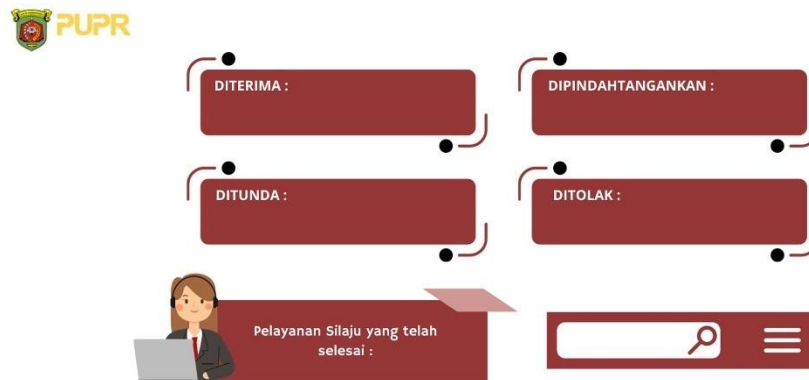 PUPR
DITERIMA :
DIPINDAHTANGANKAN :
DITUNDA :
DITOLAK :
Pelayanan Silaju yang telah
selesai :